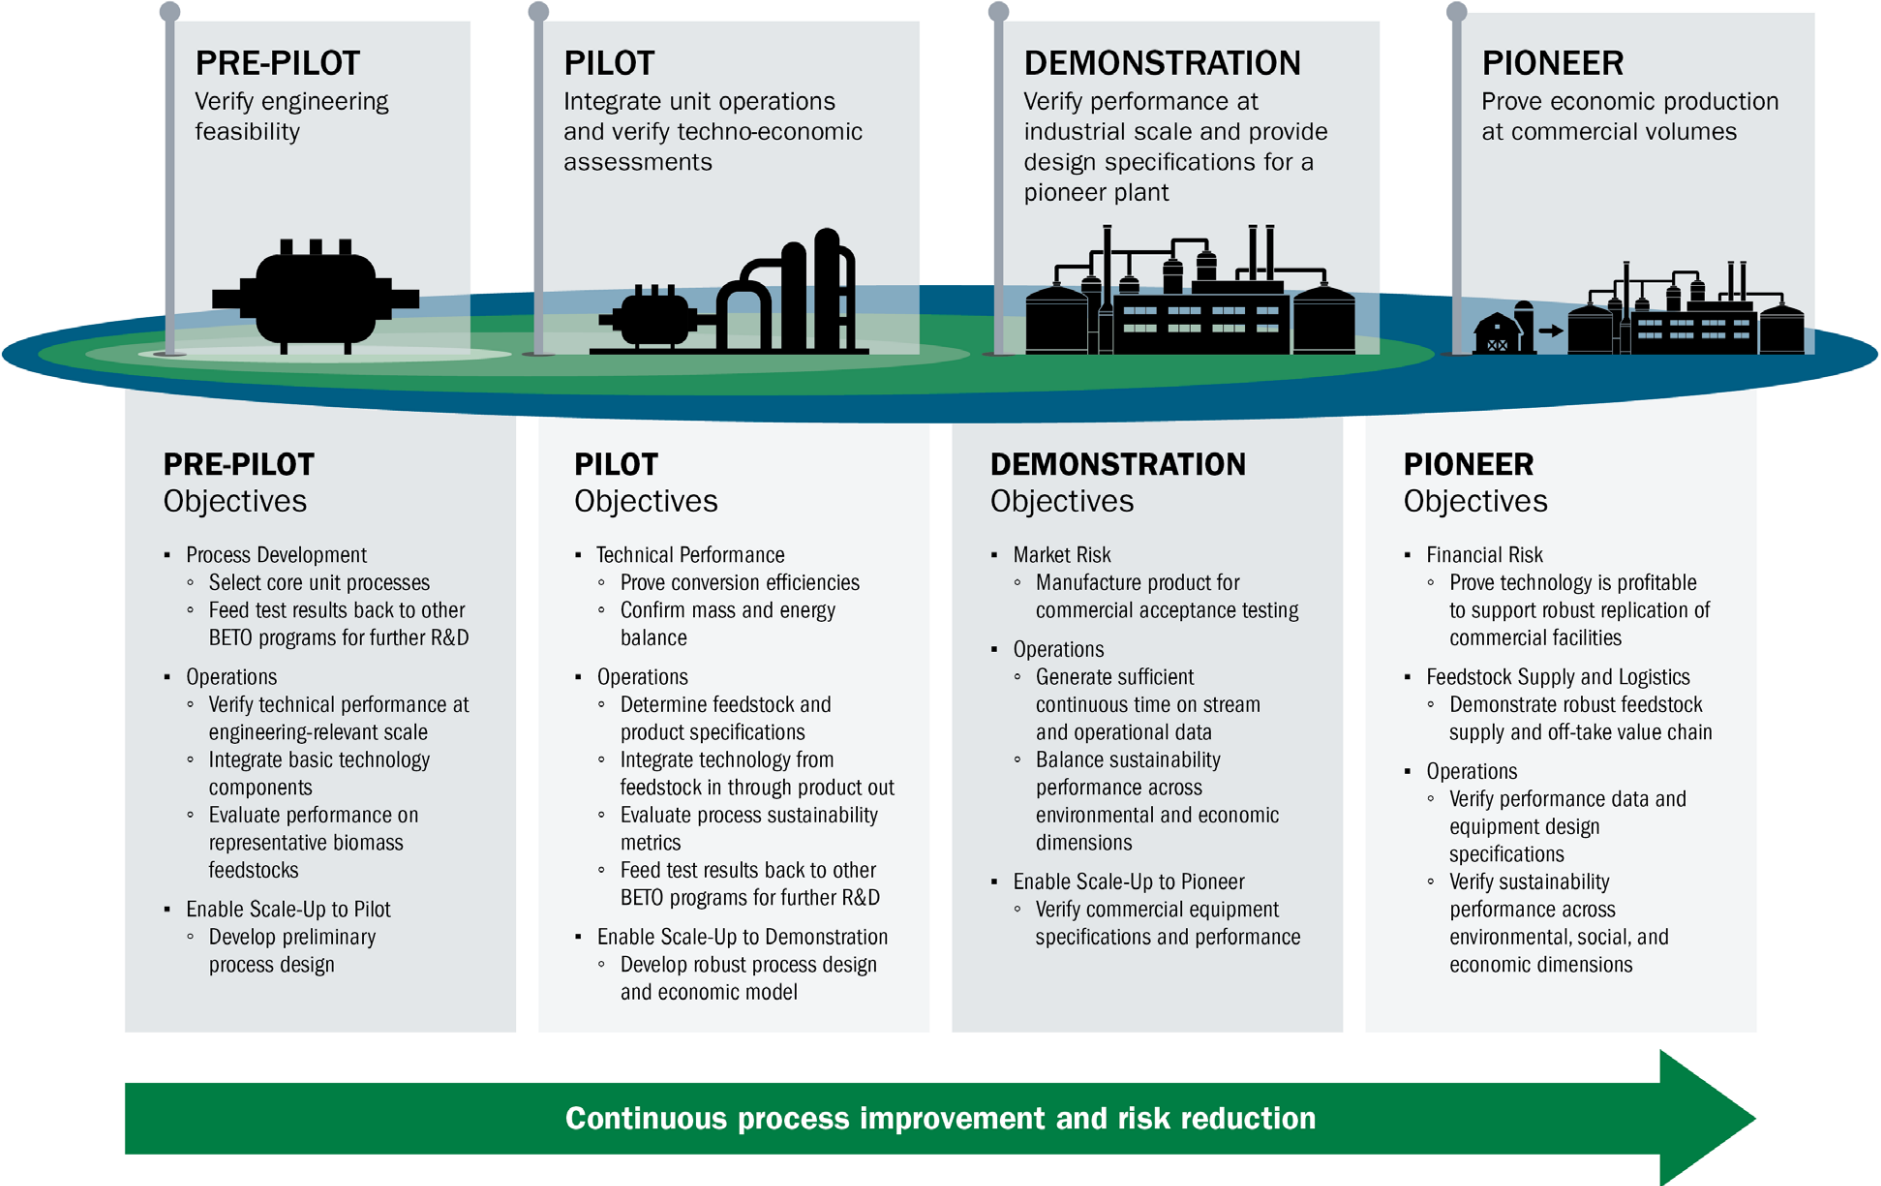 PRE-PILOT
Verify engineering
feasibility
PILOT
Integrate unit operations
and verify techno-economic
assessments
DEMONSTRATION
Verify performance at
industrial scale and provide
design specifications for a
pioneer plant
PIONEER
Prove economic production
at commercial volumes
PRE-PILOT
Objectives
▪ Process Development
◦ Select core unit processes
◦ Feed test results back to other
BETO programs for further R&D
▪ Operations
◦ Verify technical performance at
engineering-relevant scale
◦ Integrate basic technology
components
◦ Evaluate performance on
representative biomass
feedstocks
▪ Enable Scale-Up to Pilot
◦ Develop preliminary
process design
PILOT
Objectives
▪ Technical Performance
◦ Prove conversion efficiencies
◦ Confirm mass and energy
balance
▪ Operations
◦ Determine feedstock and
product specifications
◦ Integrate technology from
feedstock in through product out
◦ Evaluate process sustainability
metrics
◦ Feed test results back to other
BETO programs for further R&D
▪ Enable Scale-Up to Demonstration
◦ Develop robust process design
and economic model
DEMONSTRATION
Objectives
▪ Market Risk
◦ Manufacture product for
commercial acceptance testing
▪ Operations
◦ Generate sufficient
continuous time on stream
and operational data
◦ Balance sustainability
performance across
environmental and economic
dimensions
▪ Enable Scale-Up to Pioneer
◦ Verify commercial equipment
specifications and performance
PIONEER
Objectives
▪ Financial Risk
◦ Prove technology is profitable
to support robust replication of
commercial facilities
▪ Feedstock Supply and Logistics
◦ Demonstrate robust feedstock
supply and off-take value chain
▪ Operations
◦ Verify performance data and
equipment design
specifications
◦ Verify sustainability
performance across
environmental, social, and
economic dimensions
Continuous process improvement and risk reduction